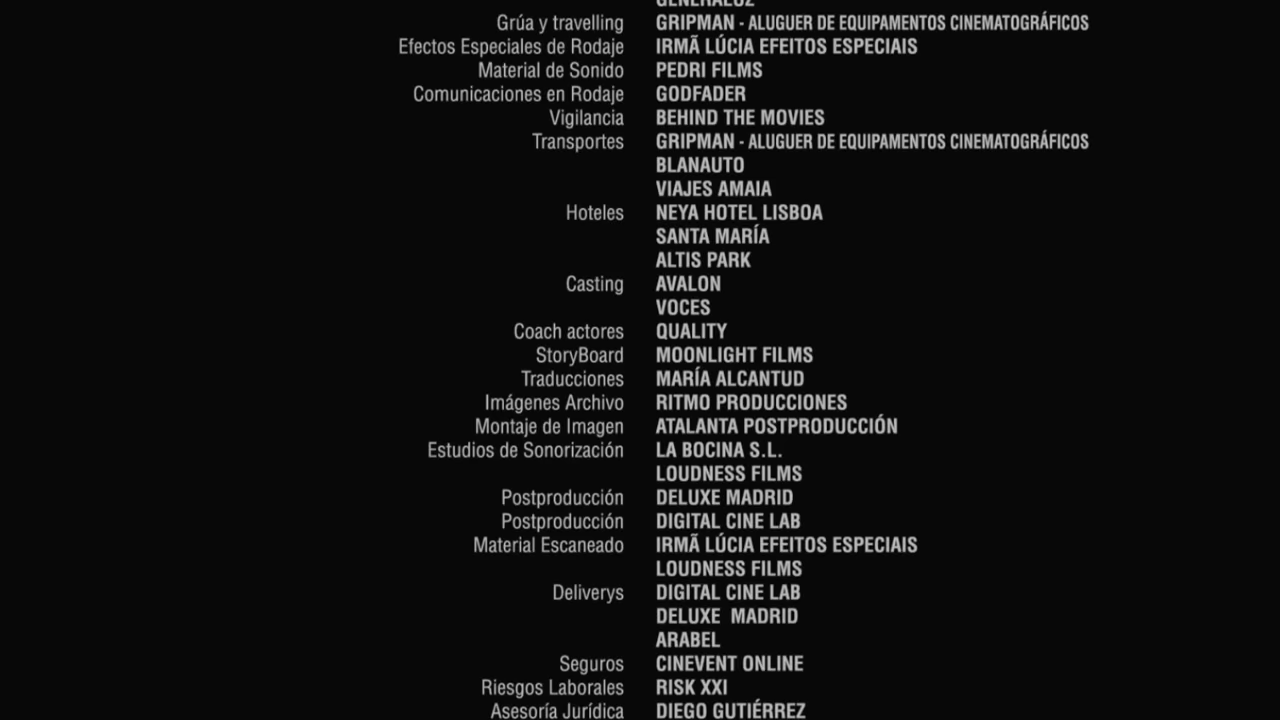 GENERALUZ
Grúa y travelling GRIPMAN - ALUGUER DE EQUIPAMENTOS CINEMATOGRÁFICOS
Efectos Especiales de Rodaje IRMÃ LÚCIA EFEITOS ESPECIAIS
Material de Sonido PEDRI FILMS
Comunicaciones en Rodaje GODFADER
Vigilancia BEHIND THE MOVIES
Transportes GRIPMAN - ALUGUER DE EQUIPAMENTOS CINEMATOGRÁFICOS
BLANAUTO
VIAJES AMAIA
Hoteles NEYA HOTEL LISBOA
SANTA MARÍA
ALTIS PARK
Casting AVALON
VOCES
Coach actores QUALITY
StoryBoard MOONLIGHT FILMS
Traducciones MARÍA ALCANTUD
Imágenes Archivo RITMO PRODUCCIONES
Montaje de Imagen ATALANTA POSTPRODUCCIÓN
Estudios de Sonorización LA BOCINA S.L.
LOUDNESS FILMS
Postproducción DELUXE MADRID
Postproducción DIGITAL CINE LAB
Material Escaneado IRMÃ LÚCIA EFEITOS ESPECIAIS
LOUDNESS FILMS
Deliverys DIGITAL CINE LAB
DELUXE MADRID
ARABEL
Seguros CINEVENT ONLINE
Riesgos Laborales RISK XXI
Asesoría Jurídica DIEGO GUTIÉRREZ